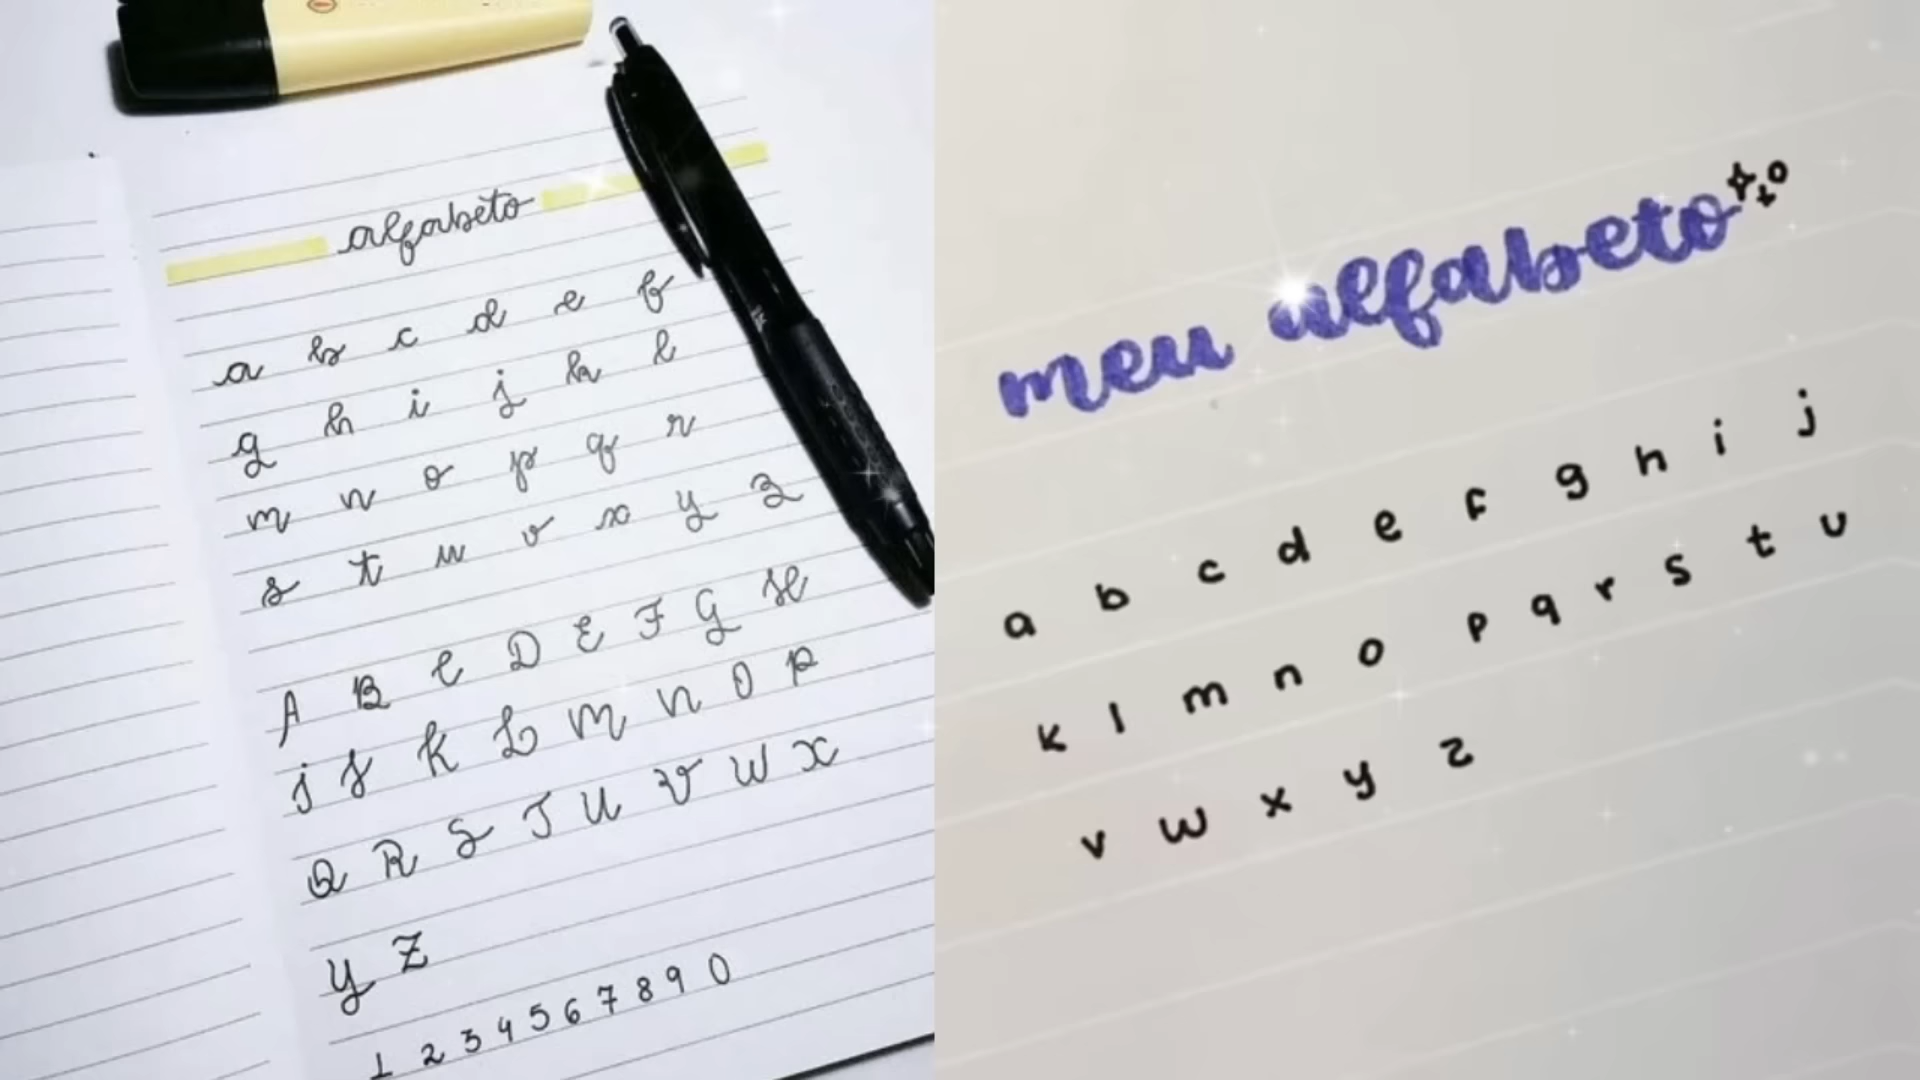 alfabeto
a b c d e f
g h i j k l
m n o p q r
s t u v x y z
A B C D E F G H
I J K L M N O P
Q R S T U V W X
Y Z
1 2 3 4 5 6 7 8 9 0
meu alfabeto
a b c d e f g h i j
k l m n o p q r s t u
v w x y z